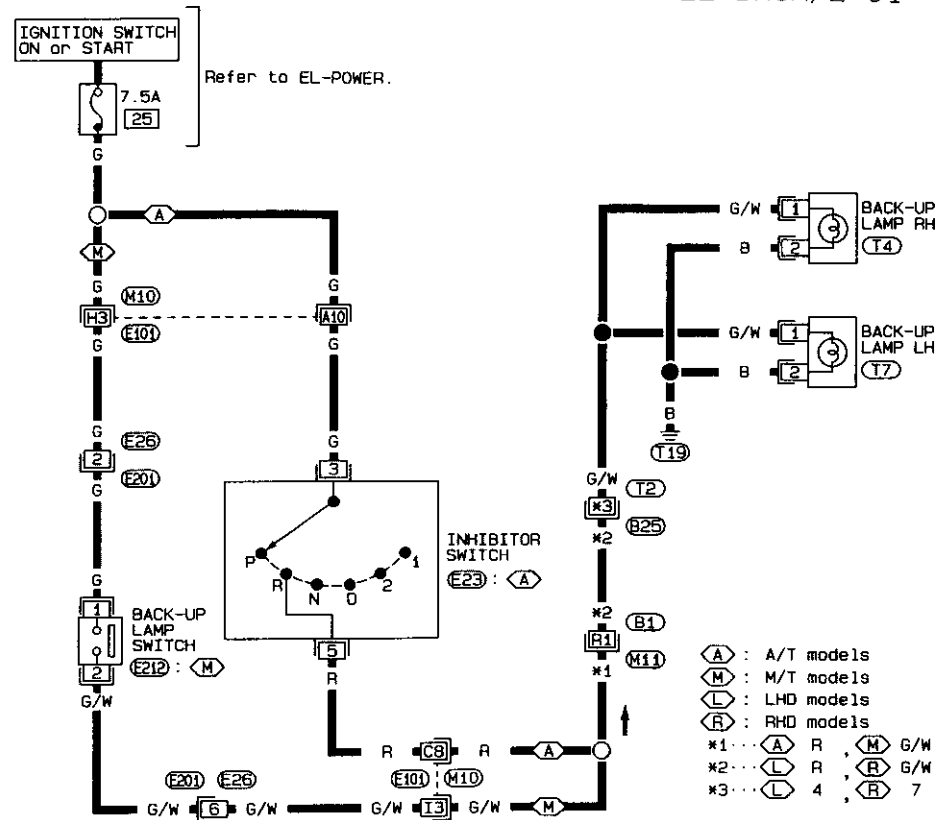 IGNITION SWITCH
ON or START
Refer to EL-POWER.
7.5A
25
G
A
M
G
G
H3
M10
E101
A10
G
G
G
2
E26
E201
G
G
3
G
1
BACK-UP
LAMP
SWITCH
E212 : M
2
G/W
P
R
N
D
2
1
INHIBITOR
SWITCH
E23 : A
5
R
R
C8
R
A
E201
E26
E101
M10
G/W
6
G/W
G/W
I3
G/W
M
G/W
1
BACK-UP
LAMP RH
B
2
T4
G/W
1
BACK-UP
LAMP LH
B
2
T7
B
T19
G/W
T2
*3
B25
*2
*2
B1
R1
M11
*1
A : A/T models
M : M/T models
L : LHD models
R : RHD models
*1··· A R , M G/W
*2··· L R , R G/W
*3··· L 4 , R 7